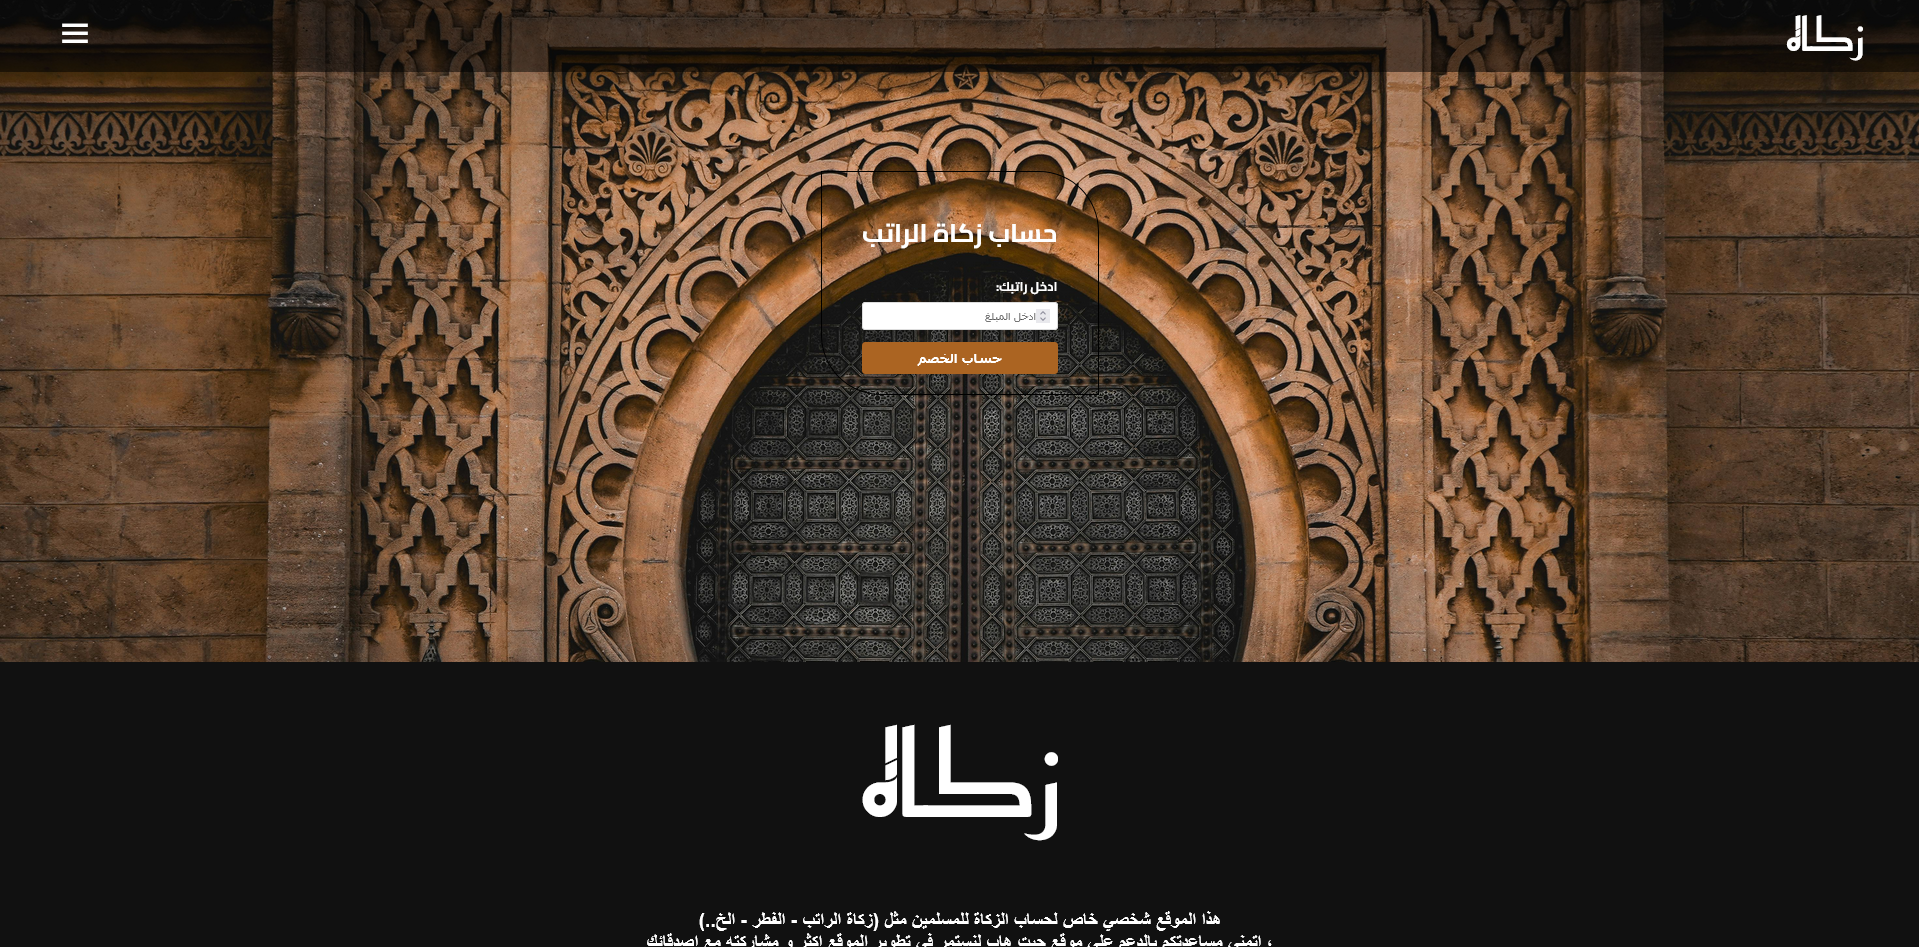 زكاة
حساب زكاة الراتب
ادخل راتبك:
ادخل المبلغ
حساب الخصم
زكاة
هذا الموقع شخصي خاص لحساب الزكاة للمسلمين مثل (زكاة الراتب - الفطر - الخ..)
، اتمنى مساعدتكم بالدعم على موقع جيت هاب لنستمر في تطوير الموقع اكثر و مشاركته مع اصدقائك